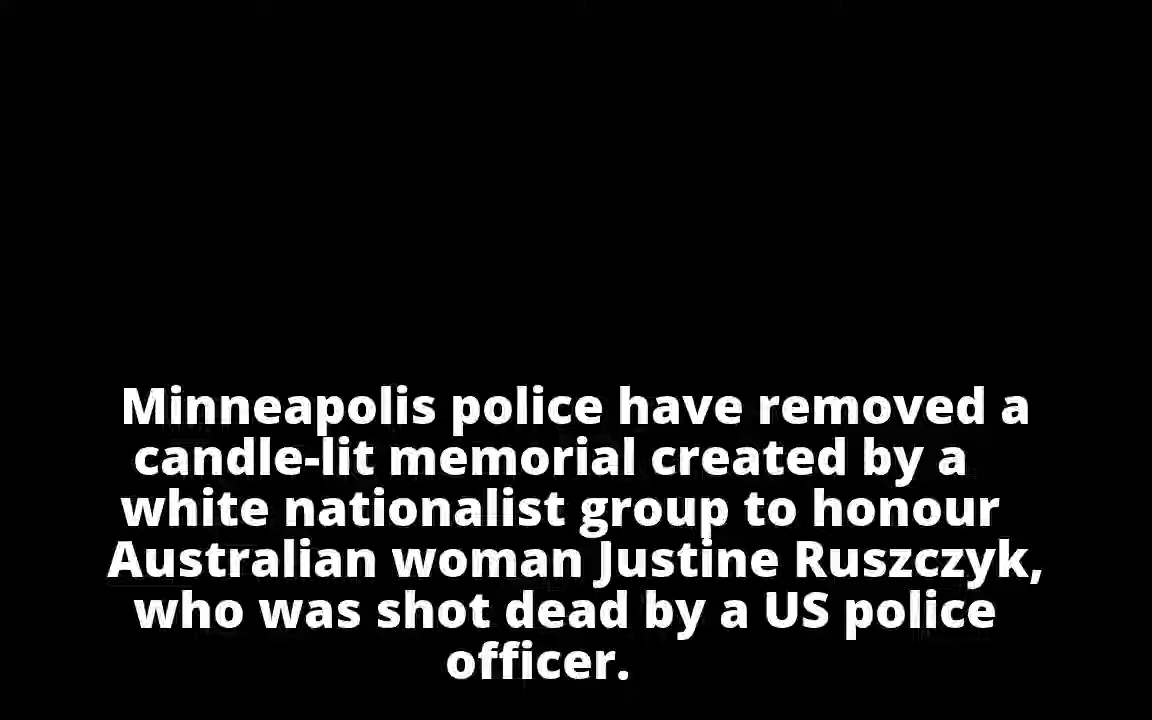 Minneapolis police have removed a
candle-lit memorial created by a
white nationalist group to honour
Australian woman Justine Ruszczyk,
who was shot dead by a US police
officer.